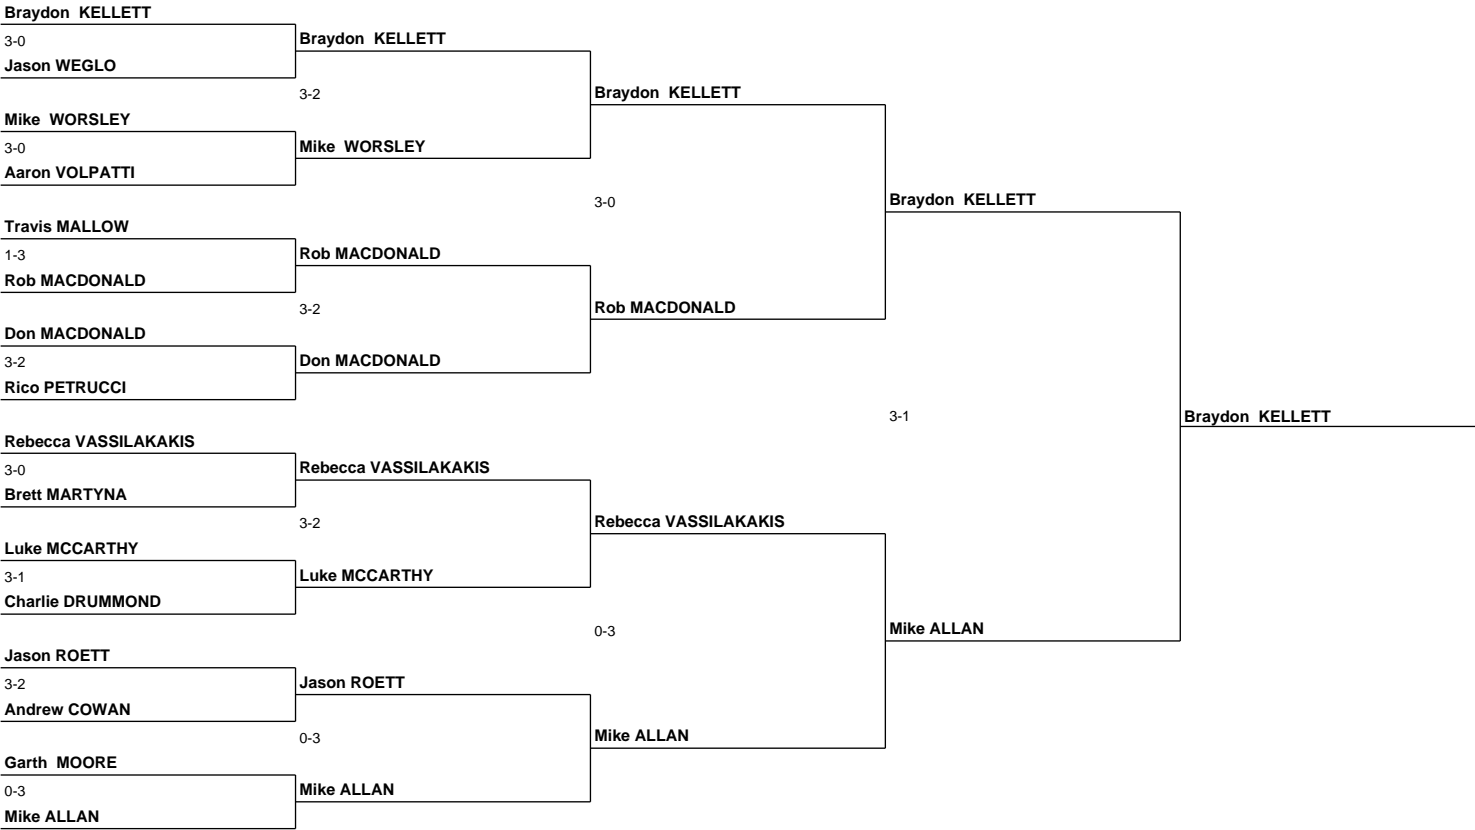 Braydon  KELLETT
3-0
Jason WEGLO
Mike  WORSLEY
3-0
Aaron VOLPATTI
Travis MALLOW
1-3
Rob MACDONALD
Don MACDONALD
3-2
Rico PETRUCCI
Rebecca VASSILAKAKIS
3-0
Brett MARTYNA
Luke MCCARTHY
3-1
Charlie DRUMMOND
Jason ROETT
3-2
Andrew COWAN
Garth  MOORE
0-3
Mike ALLAN
Braydon  KELLETT
3-2
Mike  WORSLEY
Rob MACDONALD
3-2
Don MACDONALD
Rebecca VASSILAKAKIS
3-2
Luke MCCARTHY
Jason ROETT
0-3
Mike ALLAN
Braydon  KELLETT
3-0
Rob MACDONALD
Rebecca VASSILAKAKIS
0-3
Mike ALLAN
Braydon  KELLETT
3-1
Mike ALLAN
Braydon  KELLETT